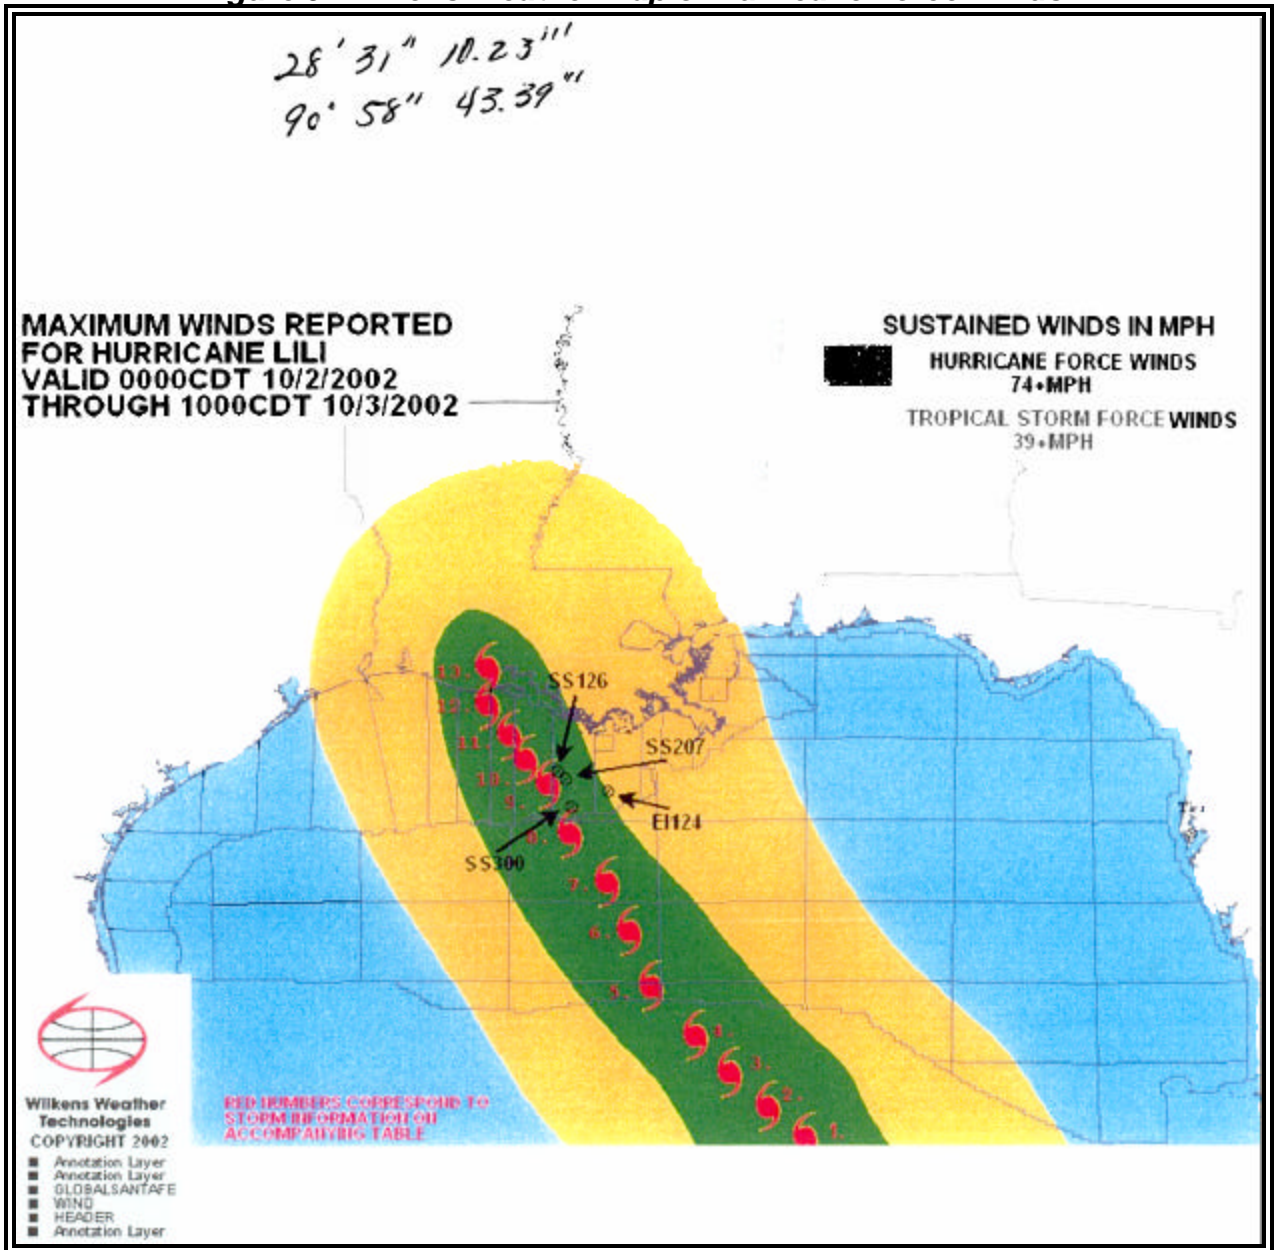 28' 31" 10.23'''
90' 58" 43.39"'
MAXIMUM WINDS REPORTED
FOR HURRICANE LILI
VALID 0000CDT 10/2/2002
THROUGH 1000CDT 10/3/2002
SUSTAINED WINDS IN MPH
HURRICANE FORCE WINDS
74+MPH
TROPICAL STORM FORCE WINDS
39+MPH
13.
SS126
12.
11.
SS207
10.
9.
EI124
8.
SS300
7.
6.
5.
4.
3.
2.
1.
Wilkens Weather
Technologies
COPYRIGHT 2002
RED NUMBERS CORRESPOND TO
STORM INFORMATION ON
ACCOMPANYING TABLE
Annotation Layer
Annotation Layer
GLOBALSANTAFE
WIND
HEADER
Annotation Layer